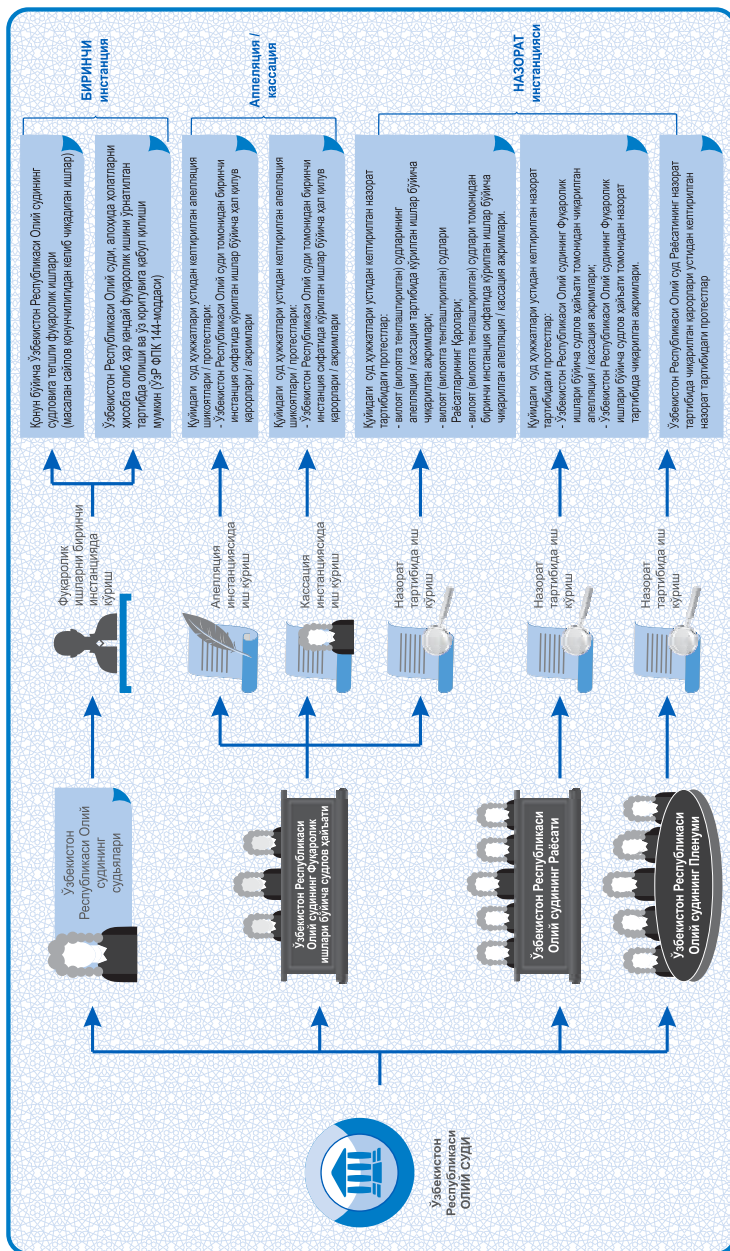 Ўзбекистон
Республикаси
ОЛИЙ СУДИ
Ўзбекистон
Республикаси Олий
судининг
судьялари
Ўзбекистон Республикаси
Олий судининг Фуқаролик
ишлари бўйича судлов ҳайъати
Ўзбекистон Республикаси
Олий судининг Раёсати
Ўзбекистон Республикаси
Олий судининг Пленуми
Фуқаролик
ишларни биринчи
инстанцияда
кўриш
Апелляция
инстанциясида
иш кўриш
Кассация
инстанциясида
иш кўриш
Назорат
тартибида иш
кўриш
Назорат
тартибида иш
кўриш
Назорат
тартибида иш
кўриш
Қонун бўйича Ўзбекистон Республикаси Олий судининг
судловига тегшли фуқаролик ишлари
(масалан сайлов қонунчилигидан келиб чиқадиган ишлар)
Ўзбекистон Республикаси Олий суди, алоҳида ҳолатларни
ҳисобга олиб ҳар қандай фуқаролик ишини ўрнатилган
тартибда олиши ва ўз юритувига қабул қилиши
мумкин (ЎзР ФПК 144-моддаси)
Қуйидаги суд ҳужжатлари устидан келтирилган апелляция
шикоятлари / протестлари:
- Ўзбекистон Республикаси Олий суди томонидан биринчи
инстанция сифатида кўрилган ишлар бўйича ҳал қилув
қарорлари / ажримлари
Қуйидаги суд ҳужжатлари устидан келтирилган апелляция
шикоятлари / протестлари:
- Ўзбекистон Республикаси Олий суди томонидан биринчи
инстанция сифатида кўрилган ишлар бўйича ҳал қилув
қарорлари / ажримлари
Қуйидаги суд ҳужжатлари устидан келтирилган назорат
тартибидаги протестлар:
- вилоят (вилоятга тенглаштирилган) судларининг
апелляция / кассация тартибида кўрилган ишлар бўйича
чиқарилган ажримлари;
- вилоят (вилоятга тенглаштирилган) судлари
Раёсатларининг Қаролари;
- вилоят (вилоятга тенглаштирилган) судлари томонидан
биринчи инстанция сифатида кўрилган ишлар бўйича
чиқарилган апелляция / кассация ажримлари.
Қуйидаги суд ҳужжатлари устидан келтирилган назорат
тартибидаги протестлар:
- Ўзбекистон Республикаси Олий судининг Фуқаролик
ишлари бўйича судлов ҳайъати томонидан чиқарилган
апелляция / кассация ажримлари;
- Ўзбекистон Республикаси Олий судининг Фуқаролик
ишлари бўйича судлов ҳайъати томонидан назорат
тартибида чиқарилган ажримлари.
Ўзбекистон Республикаси Олий суд Раёсатининг назорат
тартибида чиқарилган қарорлари устидан келтирилган
назорат тартибидаги протестлар
БИРИНЧИ
инстанция
Аппеляция /
кассация
НАЗОРАТ
инстанцияси